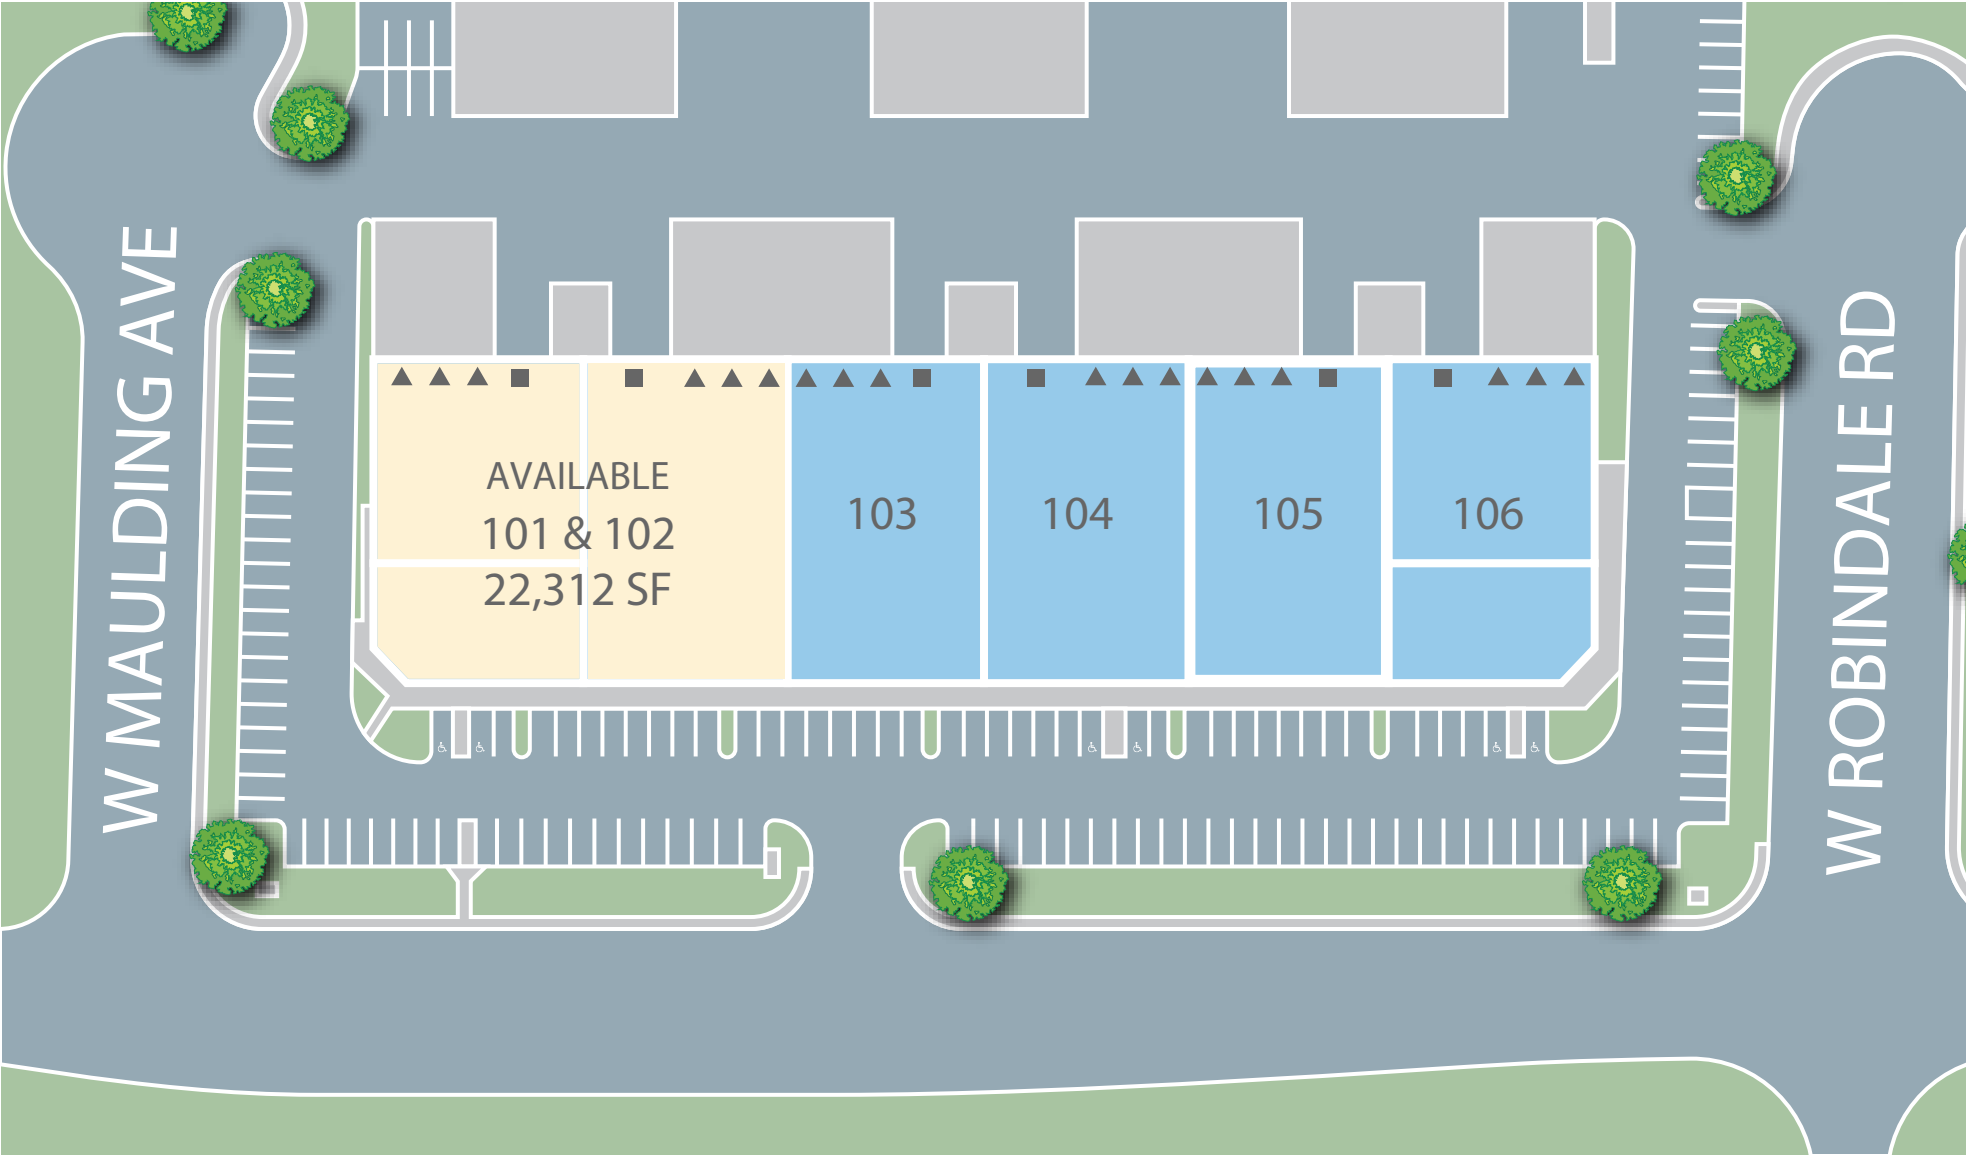 W MAULDING AVE
AVAILABLE
101 & 102
22,312 SF
103
104
105
106
W ROBINDALE RD